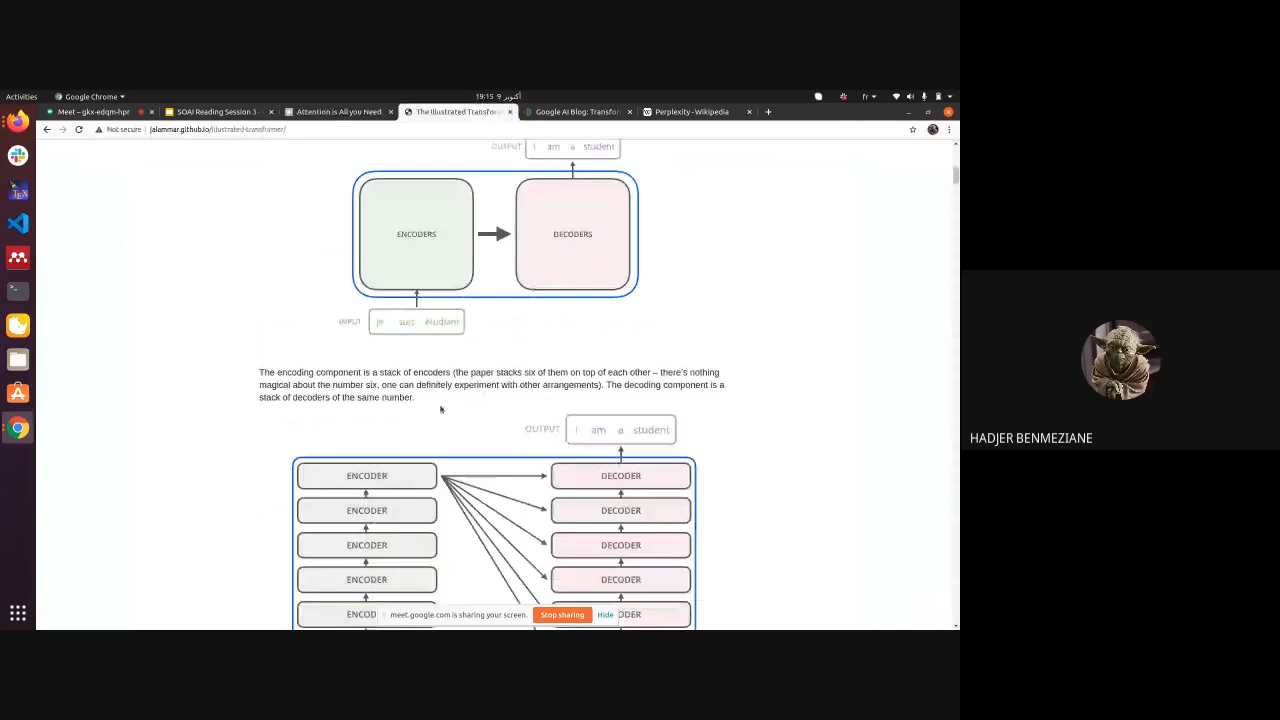 Activities
Google Chrome
19:15 9 أكتوبر
fr
Meet – gkx-edqm-hpr
SOAI Reading Session 3 -
Attention is All you Need
The Illustrated Transfor
Google AI Blog: Transfor
Perplexity - Wikipedia
Not secure
jalammar.github.io/illustrated-transformer/
OUTPUT
I am a student
ENCODERS
DECODERS
INPUT
je suis étudiant
The encoding component is a stack of encoders (the paper stacks six of them on top of each other – there's nothing
magical about the number six, one can definitely experiment with other arrangements). The decoding component is a
stack of decoders of the same number.
OUTPUT
I am a student
ENCODER
DECODER
ENCODER
DECODER
ENCODER
DECODER
ENCODER
DECODER
ENCOD
CODER
meet.google.com is sharing your screen.
Stop sharing
Hide
HADJER BENMEZIANE